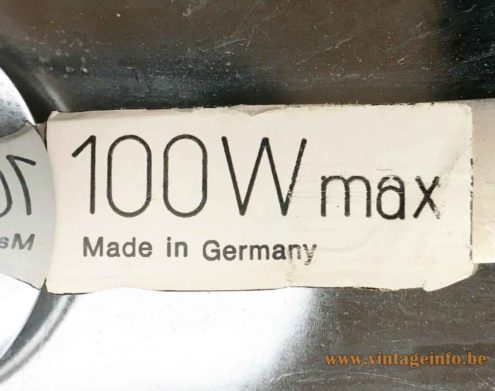 100W max
Made in Germany
www.vintageinfo.be